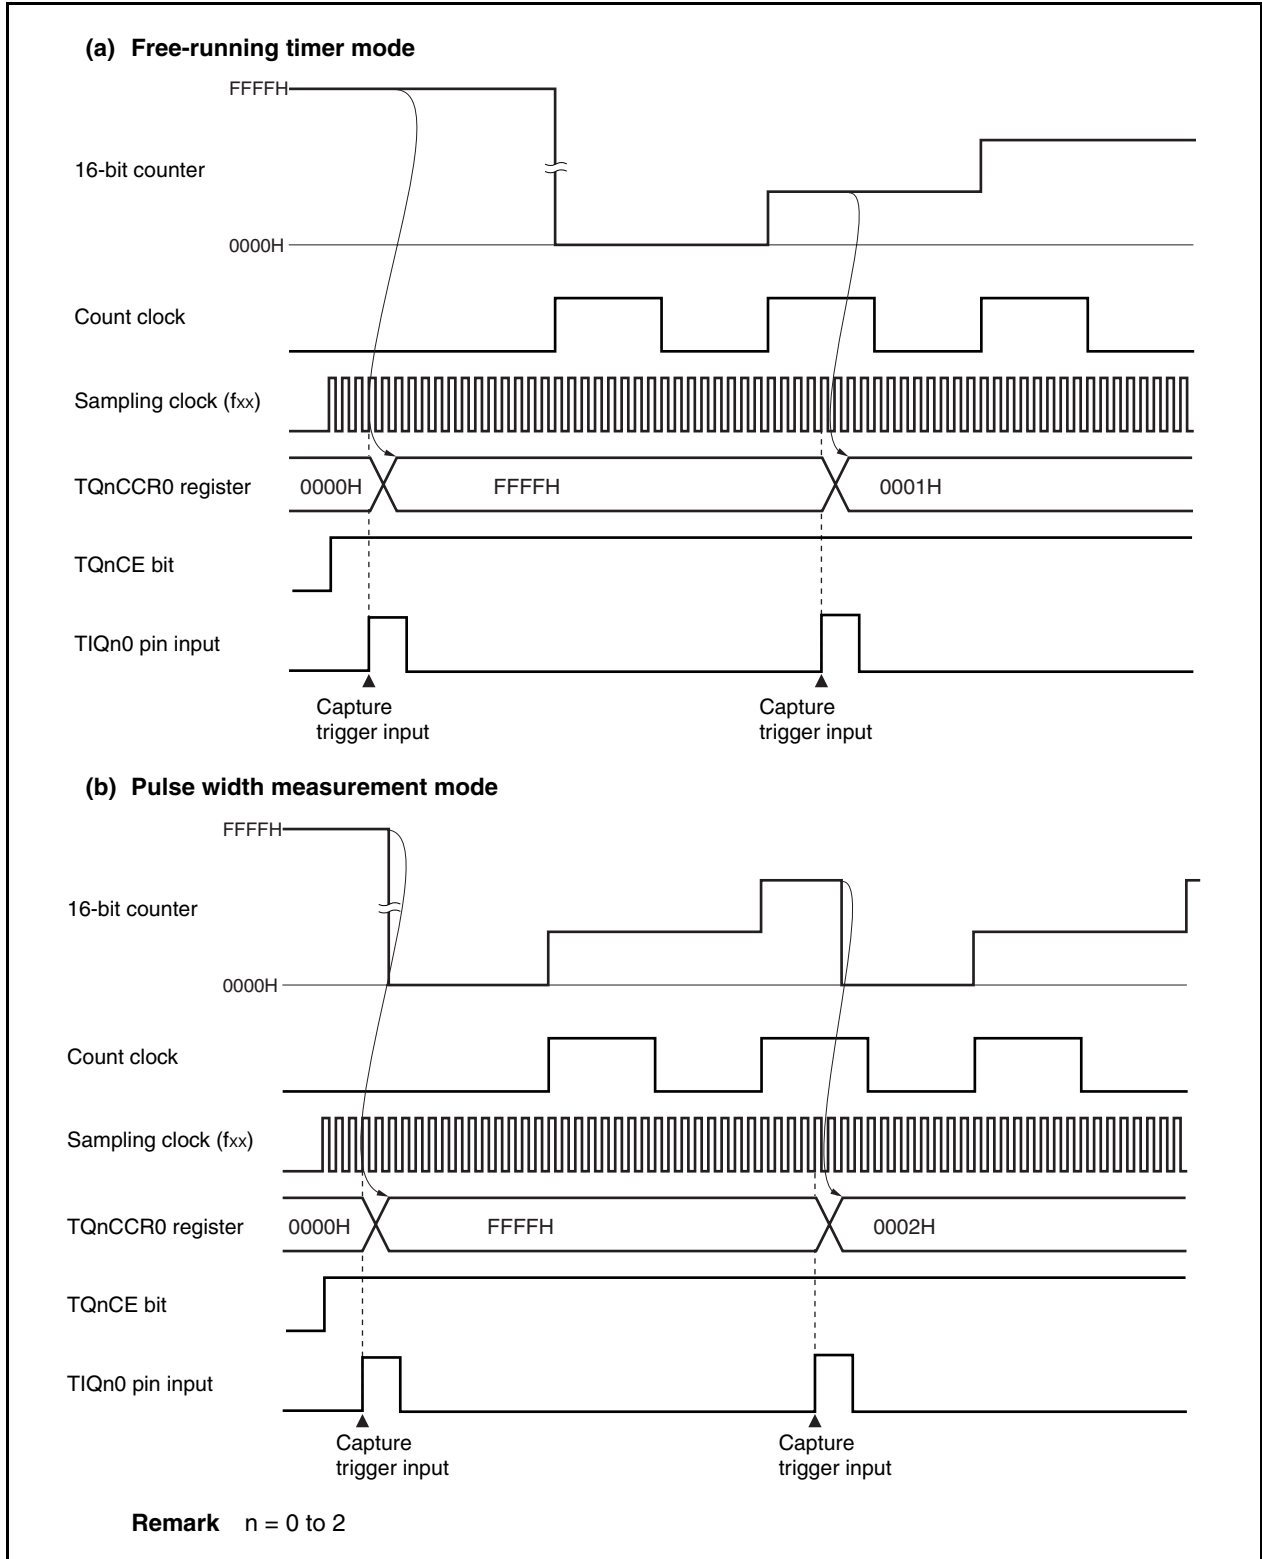 (a) Free-running timer mode
FFFFH
16-bit counter
0000H
Count clock
Sampling clock (fxx)
TQnCCR0 register
0000H
FFFFH
0001H
TQnCE bit
TIQn0 pin input
Capture
trigger input
Capture
trigger input
(b) Pulse width measurement mode
FFFFH
16-bit counter
0000H
Count clock
Sampling clock (fxx)
TQnCCR0 register
0000H
FFFFH
0002H
TQnCE bit
TIQn0 pin input
Capture
trigger input
Capture
trigger input
Remark n = 0 to 2